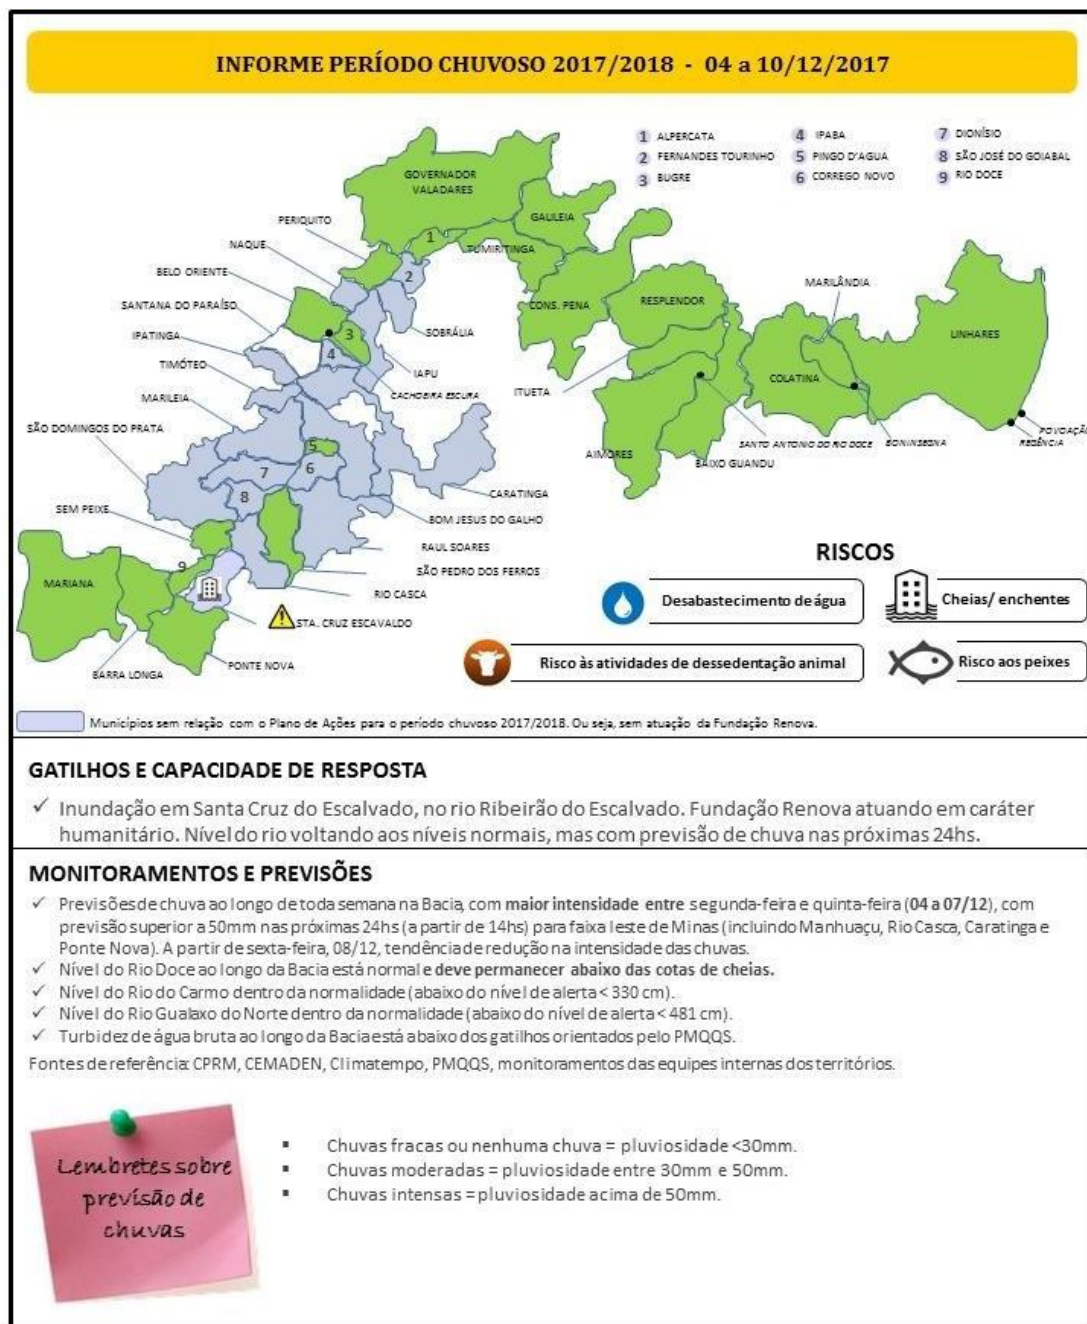 INFORME PERÍODO CHUVOSO 2017/2018 - 04 a 10/12/2017
1 ALPERCATA
2 FERNANDES TOURINHO
3 BUGRE
4 IPABA
5 PINGO D'AGUA
6 CORREGO NOVO
7 DIONÍSIO
8 SÃO JOSÉ DO GOIABAL
9 RIO DOCE
GOVERNADOR
VALADARES
GALILEIA
PERIQUITO
1
TUMIRITINGA
NAQUE
2
BELO ORIENTE
MARILÂNDIA
SANTANA DO PARAÍSO
CONS. PENA
RESPLENDOR
LINHARES
IPATINGA
3
SOBRÁLIA
4
TIMÓTEO
IAPU
COLATINA
CACHOEIRA ESCURA
ITUETA
MARILEIA
SÃO DOMINGOS DO PRATA
POVOAÇÃO
REGÊNCIA
5
SANTO ANTONIO DO RIO DOCE
BONINSEGNA
AIMORES
BAIXO GUANDU
7
6
8
CARATINGA
SEM PEIXE
BOM JESUS DO GALHO
RAUL SOARES
9
SÃO PEDRO DOS FERROS
MARIANA
RIO CASCA
STA. CRUZ ESCAVALDO
PONTE NOVA
BARRA LONGA
RISCOS
Desabastecimento de água
Cheias/ enchentes
Risco às atividades de dessedentação animal
Risco aos peixes
Municípios sem relação com o Plano de Ações para o período chuvoso 2017/2018. Ou seja, sem atuação da Fundação Renova.
GATILHOS E CAPACIDADE DE RESPOSTA
✓ Inundação em Santa Cruz do Escalvado, no rio Ribeirão do Escalvado. Fundação Renova atuando em caráter
humanitário. Nível do rio voltando aos níveis normais, mas com previsão de chuva nas próximas 24hs.
MONITORAMENTOS E PREVISÕES
✓ Previsões de chuva ao longo de toda semana na Bacia, com maior intensidade entre segunda-feira e quinta-feira (04 a 07/12), com
previsão superior a 50mm nas próximas 24hs (a partir de 14hs) para faixa leste de Minas (incluindo Manhuaçu, Rio Casca, Caratinga e
Ponte Nova). A partir de sexta-feira, 08/12, tendência de redução na intensidade das chuvas.
✓ Nível do Rio Doce ao longo da Bacia está normal e deve permanecer abaixo das cotas de cheias.
✓ Nível do Rio do Carmo dentro da normalidade (abaixo do nível de alerta < 330 cm).
✓ Nível do Rio Gualaxo do Norte dentro da normalidade (abaixo do nível de alerta < 481 cm).
✓ Turbidez de água bruta ao longo da Bacia está abaixo dos gatilhos orientados pelo PMQQS.
Fontes de referência: CPRM, CEMADEN, Climatempo, PMQQS, monitoramentos das equipes internas dos territórios.
Lembretes sobre
previsão de
chuvas
▪ Chuvas fracas ou nenhuma chuva = pluviosidade <30mm.
▪ Chuvas moderadas = pluviosidade entre 30mm e 50mm.
▪ Chuvas intensas = pluviosidade acima de 50mm.